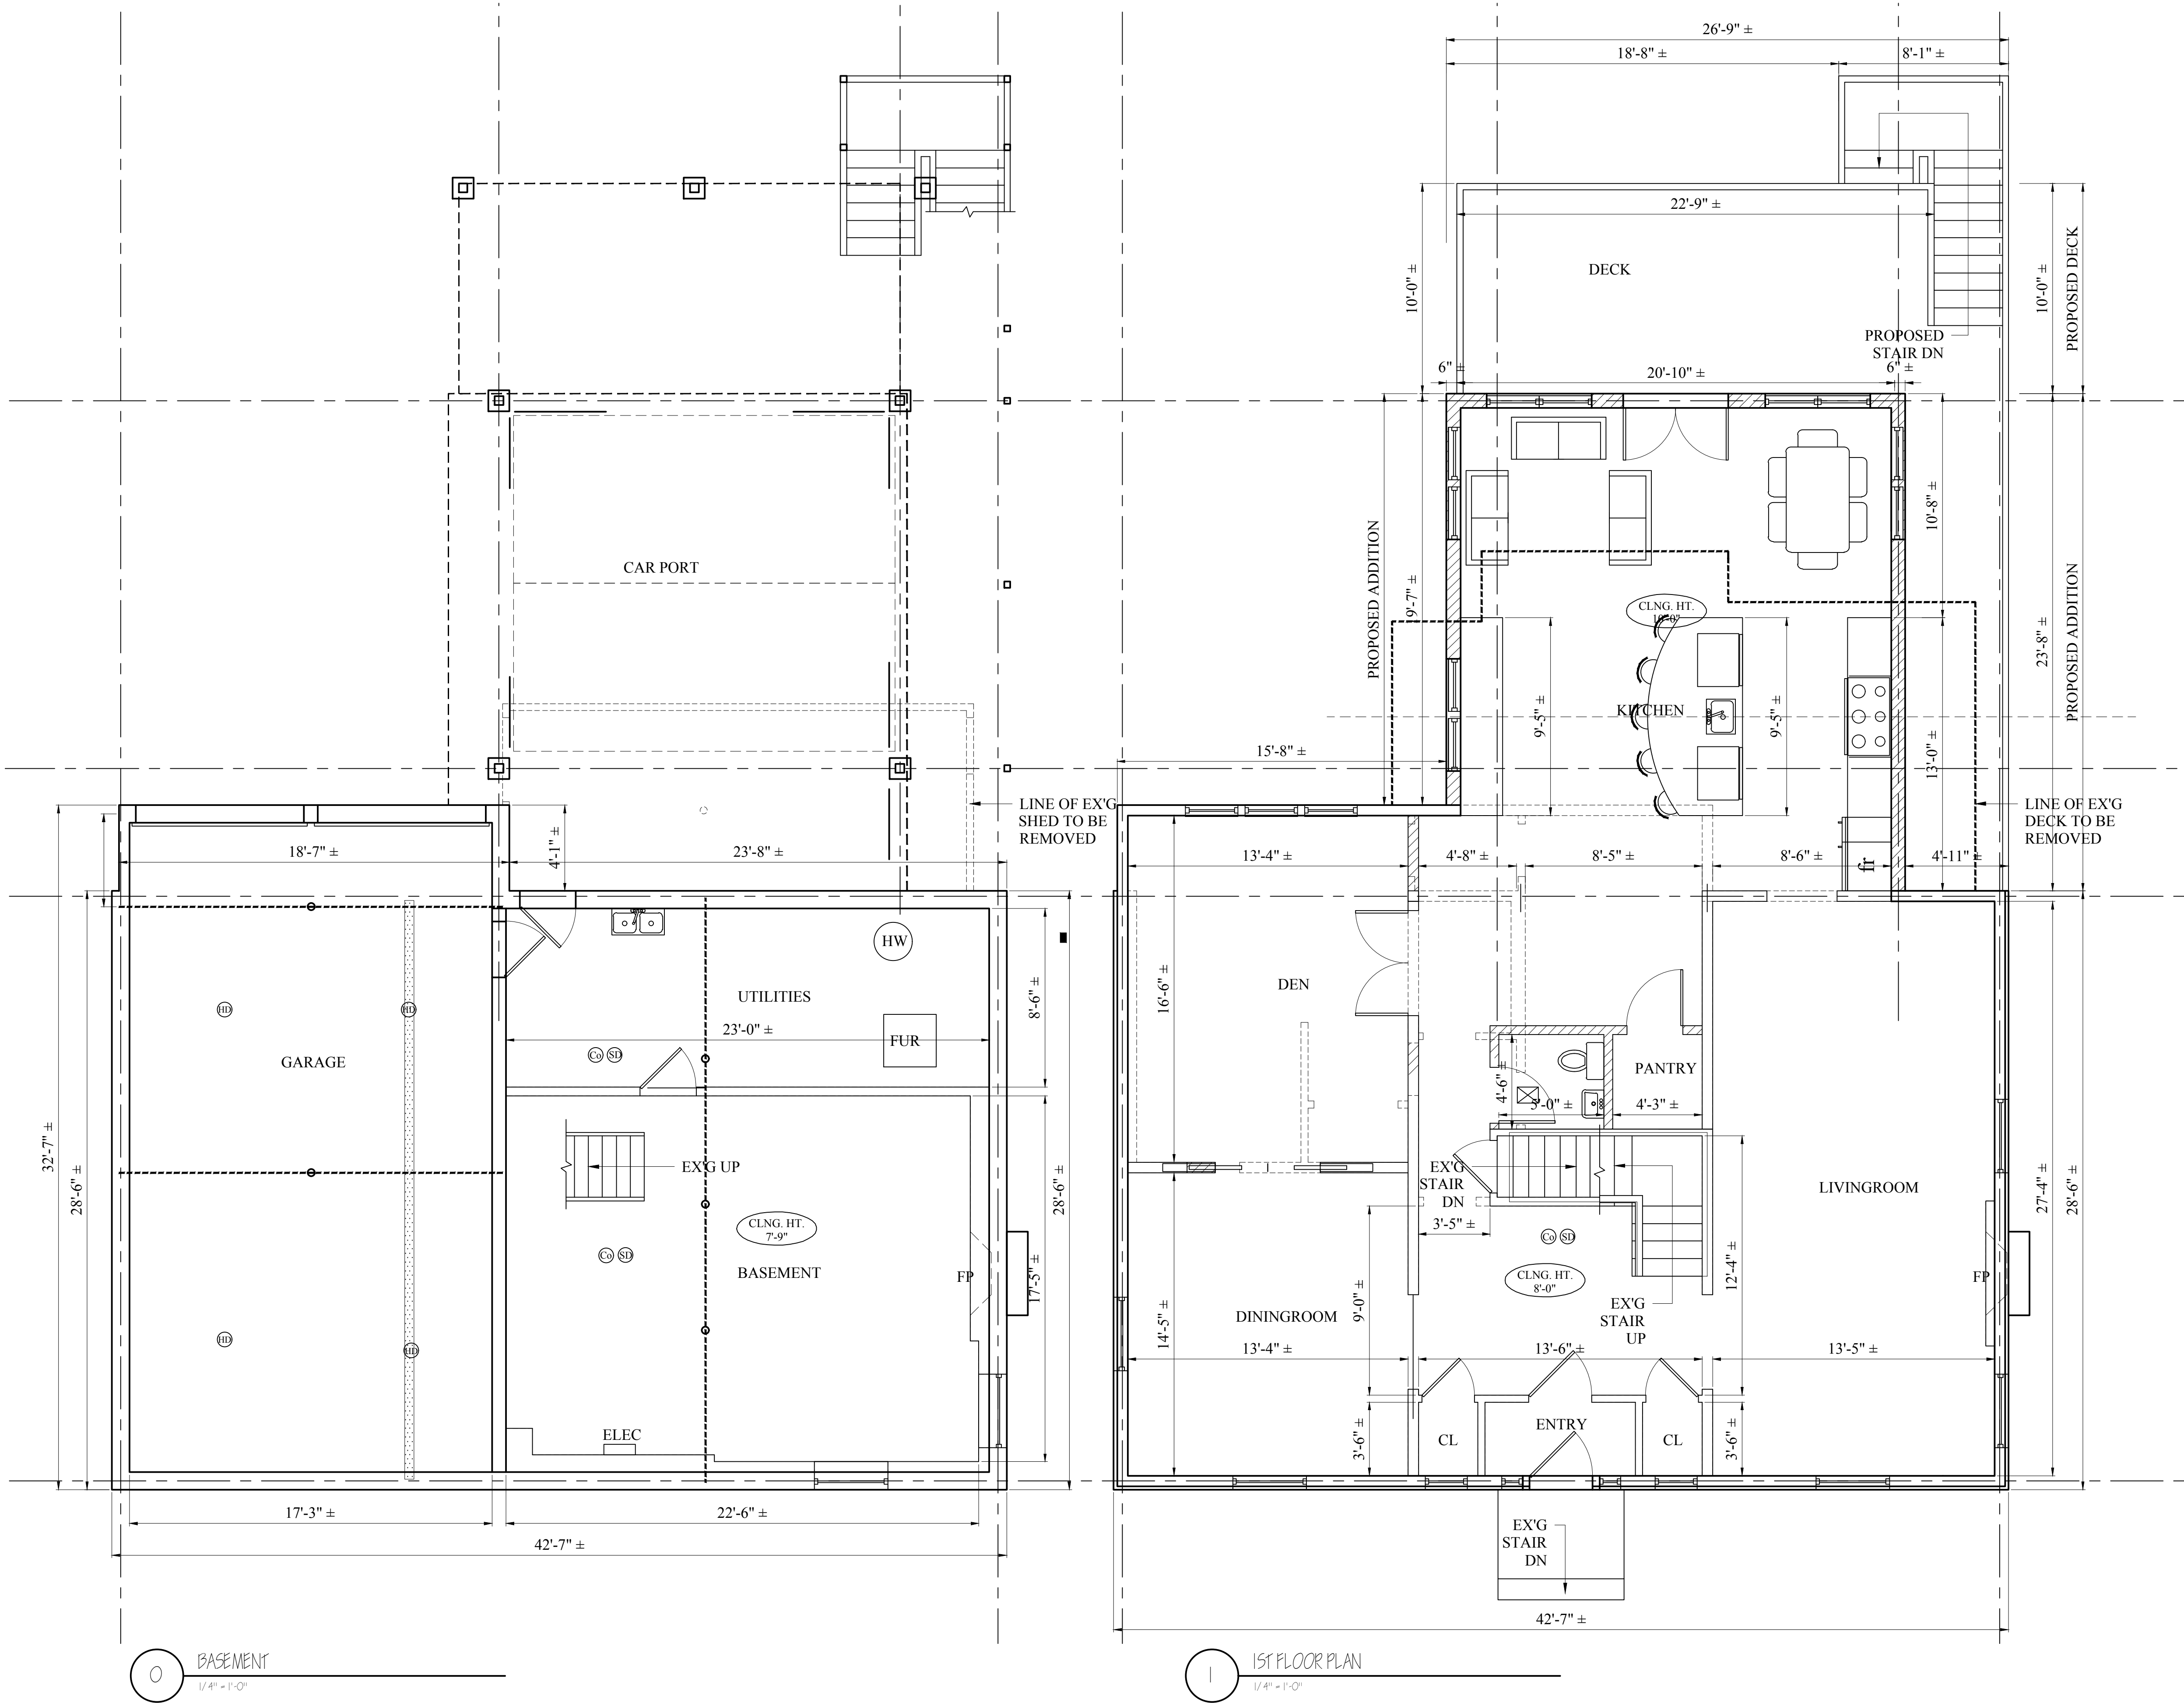 26'-9" ±
18'-8" ±
8'-1" ±
22'-9" ±
DECK
10'-0" ±
10'-0" ±
PROPOSED DECK
PROPOSED
STAIR DN
6" ±
20'-10" ±
6" ±
CAR PORT
PROPOSED ADDITION
10'-8" ±
CLNG. HT.
10'-0"
23'-8" ±
PROPOSED ADDITION
9'-5" ±
KITCHEN
9'-5" ±
13'-0" ±
15'-8" ±
LINE OF EX'G
SHED TO BE
REMOVED
LINE OF EX'G
DECK TO BE
REMOVED
18'-7" ±
4'-1" ±
23'-8" ±
13'-4" ±
4'-8" ±
8'-5" ±
8'-6" ±
fr
4'-11" ±
HW
UTILITIES
8'-6" ±
23'-0" ±
FUR
HD
HD
Co
SD
GARAGE
DEN
16'-6" ±
PANTRY
4'-6" ±
4'-3" ±
32'-7" ±
28'-6" ±
EX'G UP
28'-6" ±
EX'G
STAIR
DN
3'-5" ±
LIVINGROOM
27'-4" ±
28'-6" ±
CLNG. HT.
7'-9"
Co
SD
BASEMENT
FP
17'-5" ±
Co
SD
CLNG. HT.
8'-0"
12'-4" ±
FP
HD
HD
14'-5" ±
DININGROOM
9'-0" ±
EX'G
STAIR
UP
13'-4" ±
13'-6" ±
13'-5" ±
ELEC
3'-6" ±
CL
ENTRY
CL
3'-6" ±
17'-3" ±
22'-6" ±
42'-7" ±
EX'G
STAIR
DN
42'-7" ±
0
BASEMENT
1/4" = 1'-0"
1
1ST FLOOR PLAN
1/4" = 1'-0"